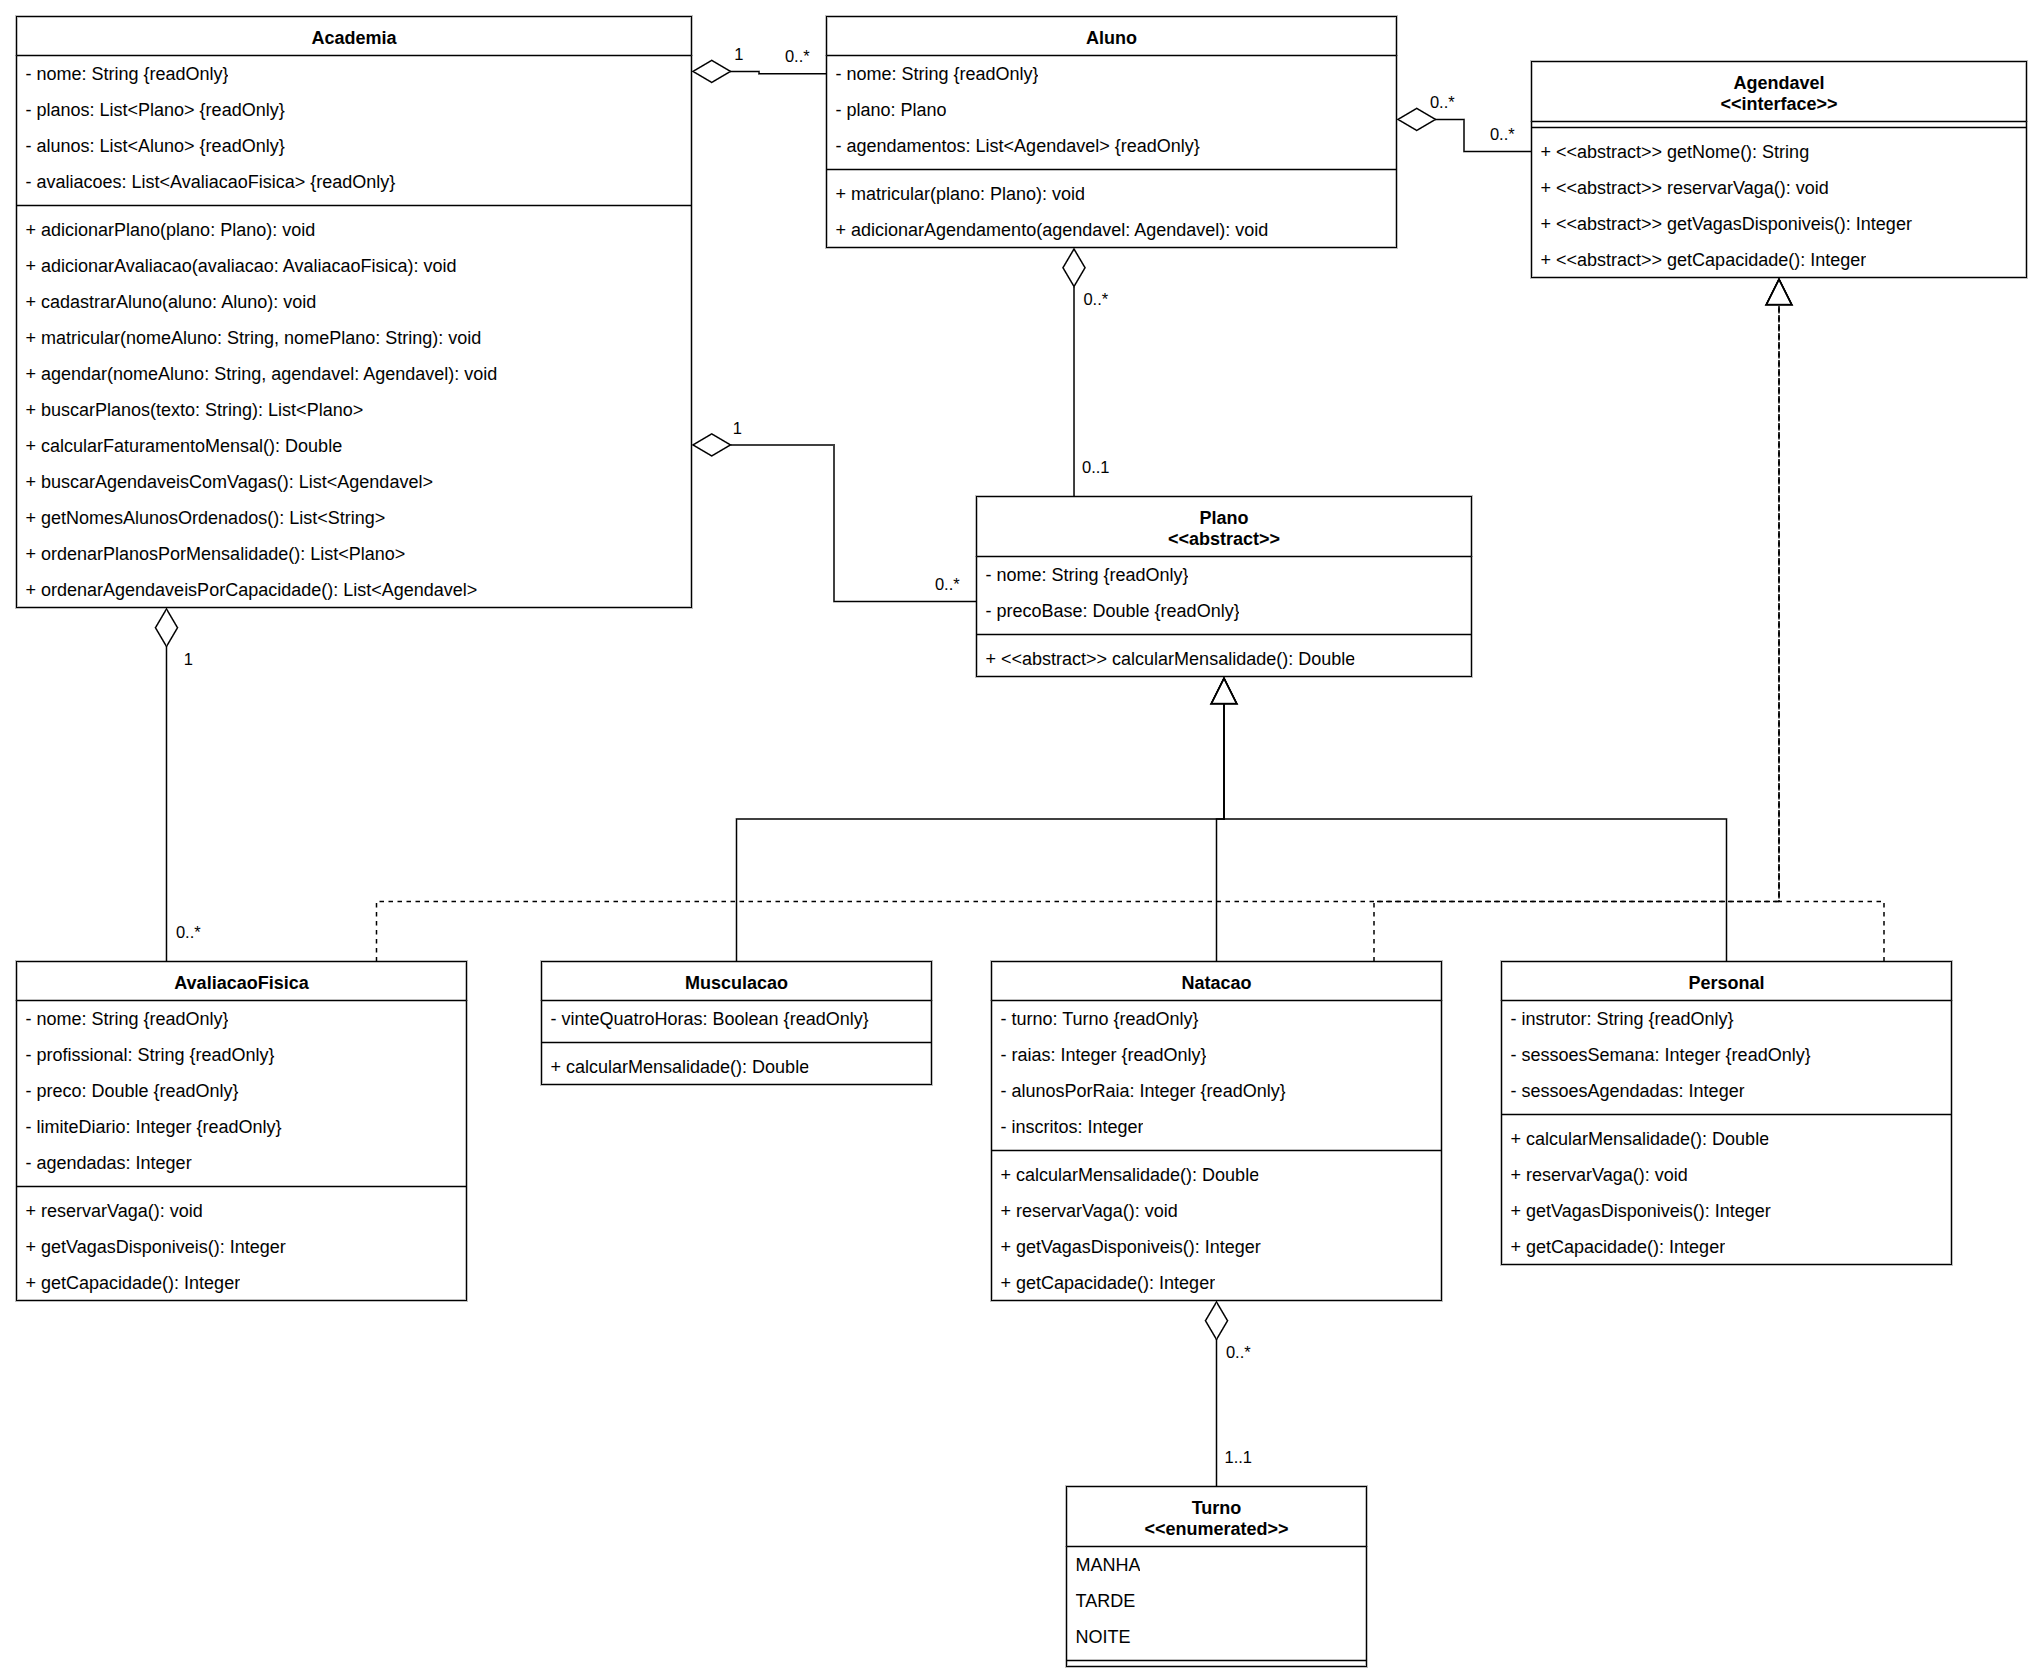 Academia
- nome: String {readOnly}
- planos: List<Plano> {readOnly}
- alunos: List<Aluno> {readOnly}
- avaliacoes: List<AvaliacaoFisica> {readOnly}
+ adicionarPlano(plano: Plano): void
+ adicionarAvaliacao(avaliacao: AvaliacaoFisica): void
+ cadastrarAluno(aluno: Aluno): void
+ matricular(nomeAluno: String, nomePlano: String): void
+ agendar(nomeAluno: String, agendavel: Agendavel): void
+ buscarPlanos(texto: String): List<Plano>
+ calcularFaturamentoMensal(): Double
+ buscarAgendaveisComVagas(): List<Agendavel>
+ getNomesAlunosOrdenados(): List<String>
+ ordenarPlanosPorMensalidade(): List<Plano>
+ ordenarAgendaveisPorCapacidade(): List<Agendavel>
1
0..*
Aluno
- nome: String {readOnly}
- plano: Plano
- agendamentos: List<Agendavel> {readOnly}
+ matricular(plano: Plano): void
+ adicionarAgendamento(agendavel: Agendavel): void
0..*
0..*
Agendavel
<<interface>>
+ <<abstract>> getNome(): String
+ <<abstract>> reservarVaga(): void
+ <<abstract>> getVagasDisponiveis(): Integer
+ <<abstract>> getCapacidade(): Integer
0..*
0..1
1
0..*
Plano
<<abstract>>
- nome: String {readOnly}
- precoBase: Double {readOnly}
+ <<abstract>> calcularMensalidade(): Double
1
0..*
AvaliacaoFisica
- nome: String {readOnly}
- profissional: String {readOnly}
- preco: Double {readOnly}
- limiteDiario: Integer {readOnly}
- agendadas: Integer
+ reservarVaga(): void
+ getVagasDisponiveis(): Integer
+ getCapacidade(): Integer
Musculacao
- vinteQuatroHoras: Boolean {readOnly}
+ calcularMensalidade(): Double
Natacao
- turno: Turno {readOnly}
- raias: Integer {readOnly}
- alunosPorRaia: Integer {readOnly}
- inscritos: Integer
+ calcularMensalidade(): Double
+ reservarVaga(): void
+ getVagasDisponiveis(): Integer
+ getCapacidade(): Integer
Personal
- instrutor: String {readOnly}
- sessoesSemana: Integer {readOnly}
- sessoesAgendadas: Integer
+ calcularMensalidade(): Double
+ reservarVaga(): void
+ getVagasDisponiveis(): Integer
+ getCapacidade(): Integer
0..*
1..1
Turno
<<enumerated>>
MANHA
TARDE
NOITE